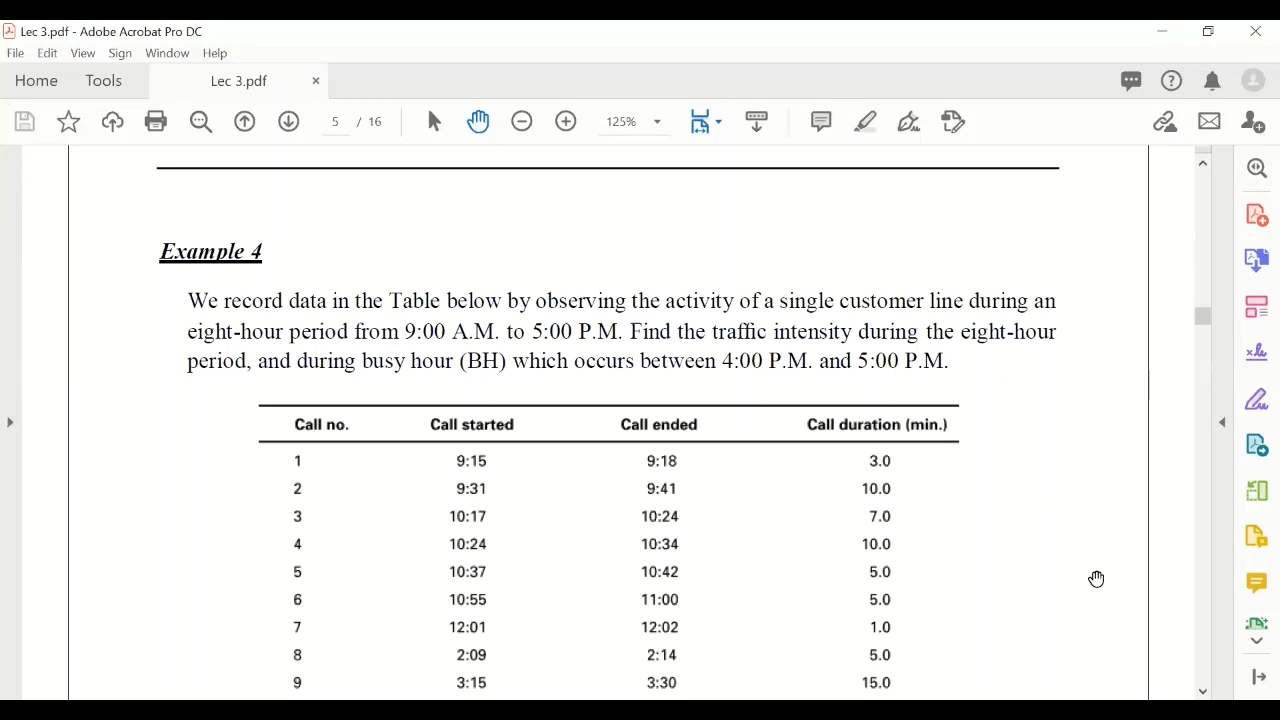 Lec 3.pdf - Adobe Acrobat Pro DC
File Edit View Sign Window Help
Home Tools Lec 3.pdf ×
5 / 16 125%
Example 4
We record data in the Table below by observing the activity of a single customer line during an
eight-hour period from 9:00 A.M. to 5:00 P.M. Find the traffic intensity during the eight-hour
period, and during busy hour (BH) which occurs between 4:00 P.M. and 5:00 P.M.
Call no. Call started Call ended Call duration (min.)
1 9:15 9:18 3.0
2 9:31 9:41 10.0
3 10:17 10:24 7.0
4 10:24 10:34 10.0
5 10:37 10:42 5.0
6 10:55 11:00 5.0
7 12:01 12:02 1.0
8 2:09 2:14 5.0
9 3:15 3:30 15.0